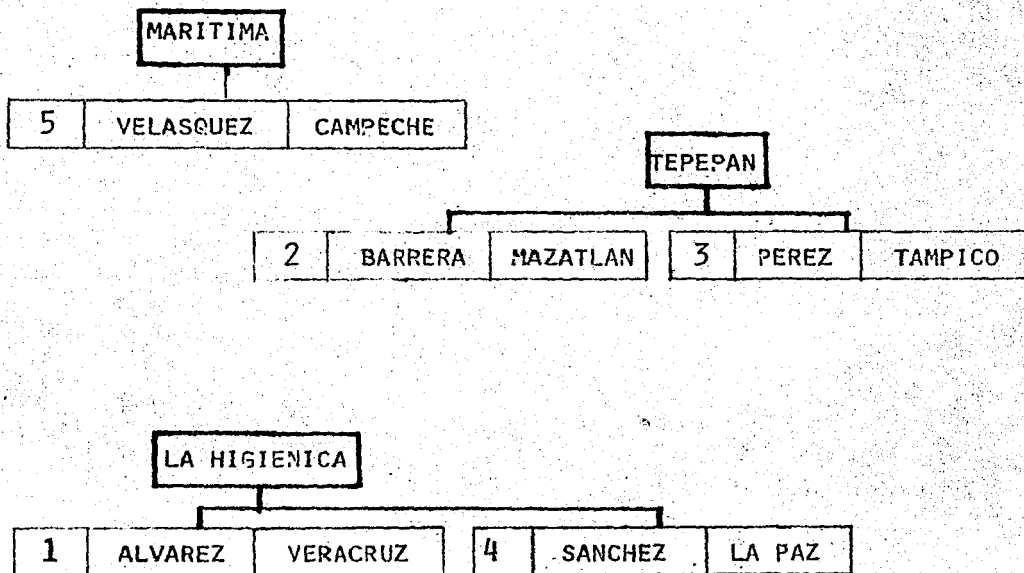 MARITIMA
5 VELASQUEZ CAMPECHE
TEPEPAN
2 BARRERA MAZATLAN 3 PEREZ TAMPICO
LA HIGIENICA
1 ALVAREZ VERACRUZ 4 SANCHEZ LA PAZ